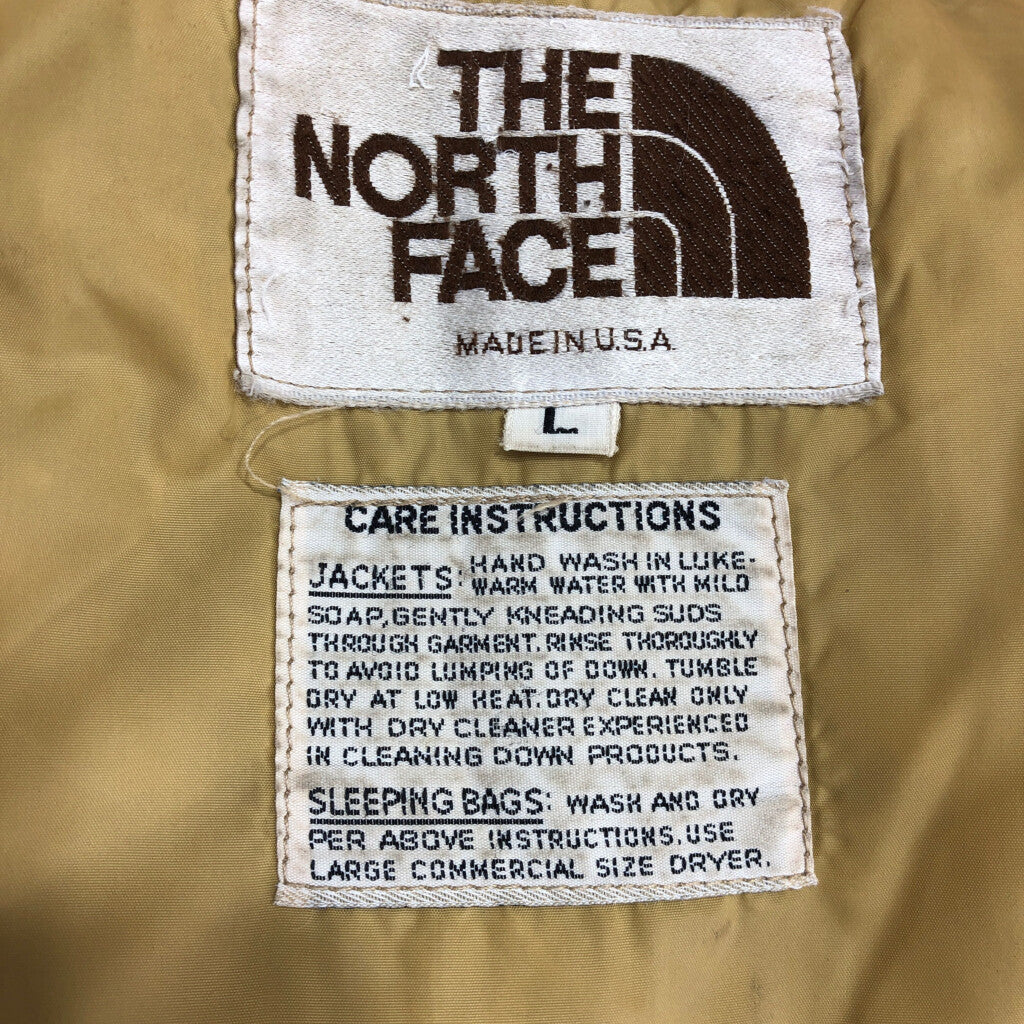 THE
NORTH
FACE
MADE IN U.S.A
L
CARE INSTRUCTIONS
JACKETS: HAND WASH IN LUKE-
WARM WATER WITH MILD
SOAP, GENTLY KNEADING SUDS
THROUGH GARMENT. RINSE THOROUGHLY
TO AVOID LUMPING OF DOWN. TUMBLE
DRY AT LOW HEAT. DRY CLEAN ONLY
WITH DRY CLEANER EXPERIENCED
IN CLEANING DOWN PRODUCTS.
SLEEPING BAGS: WASH AND DRY
PER ABOVE INSTRUCTIONS. USE
LARGE COMMERCIAL SIZE DRYER.